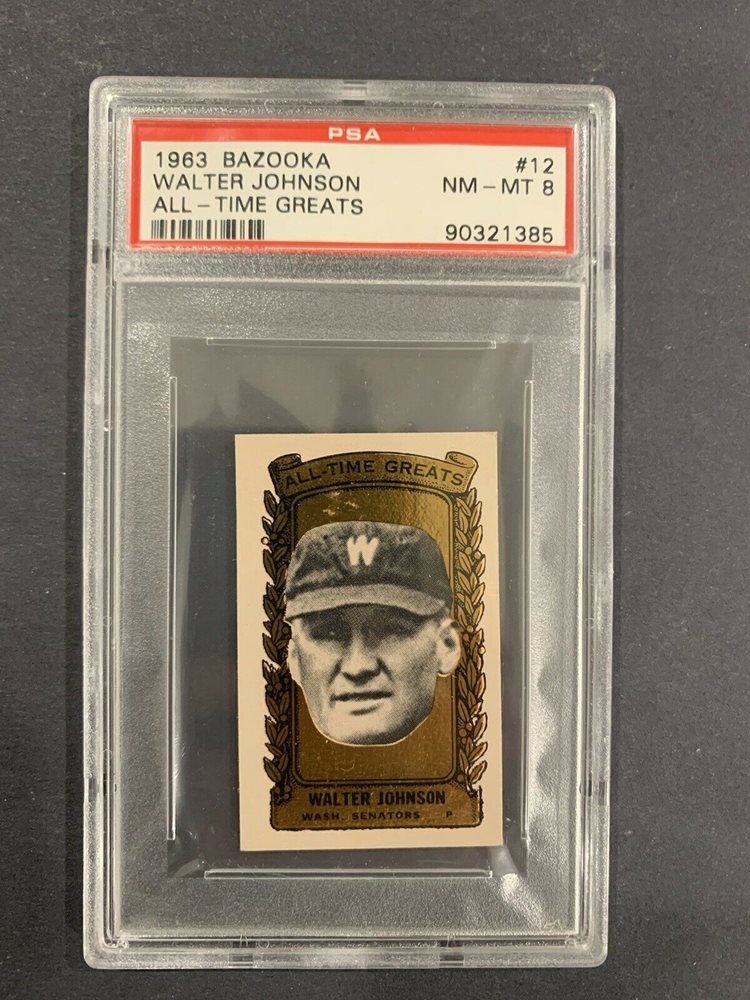 PSA
1963 BAZOOKA #12
WALTER JOHNSON NM - MT 8
ALL - TIME GREATS
90321385
ALL-TIME GREATS
W
WALTER JOHNSON
WASH. SENATORS P